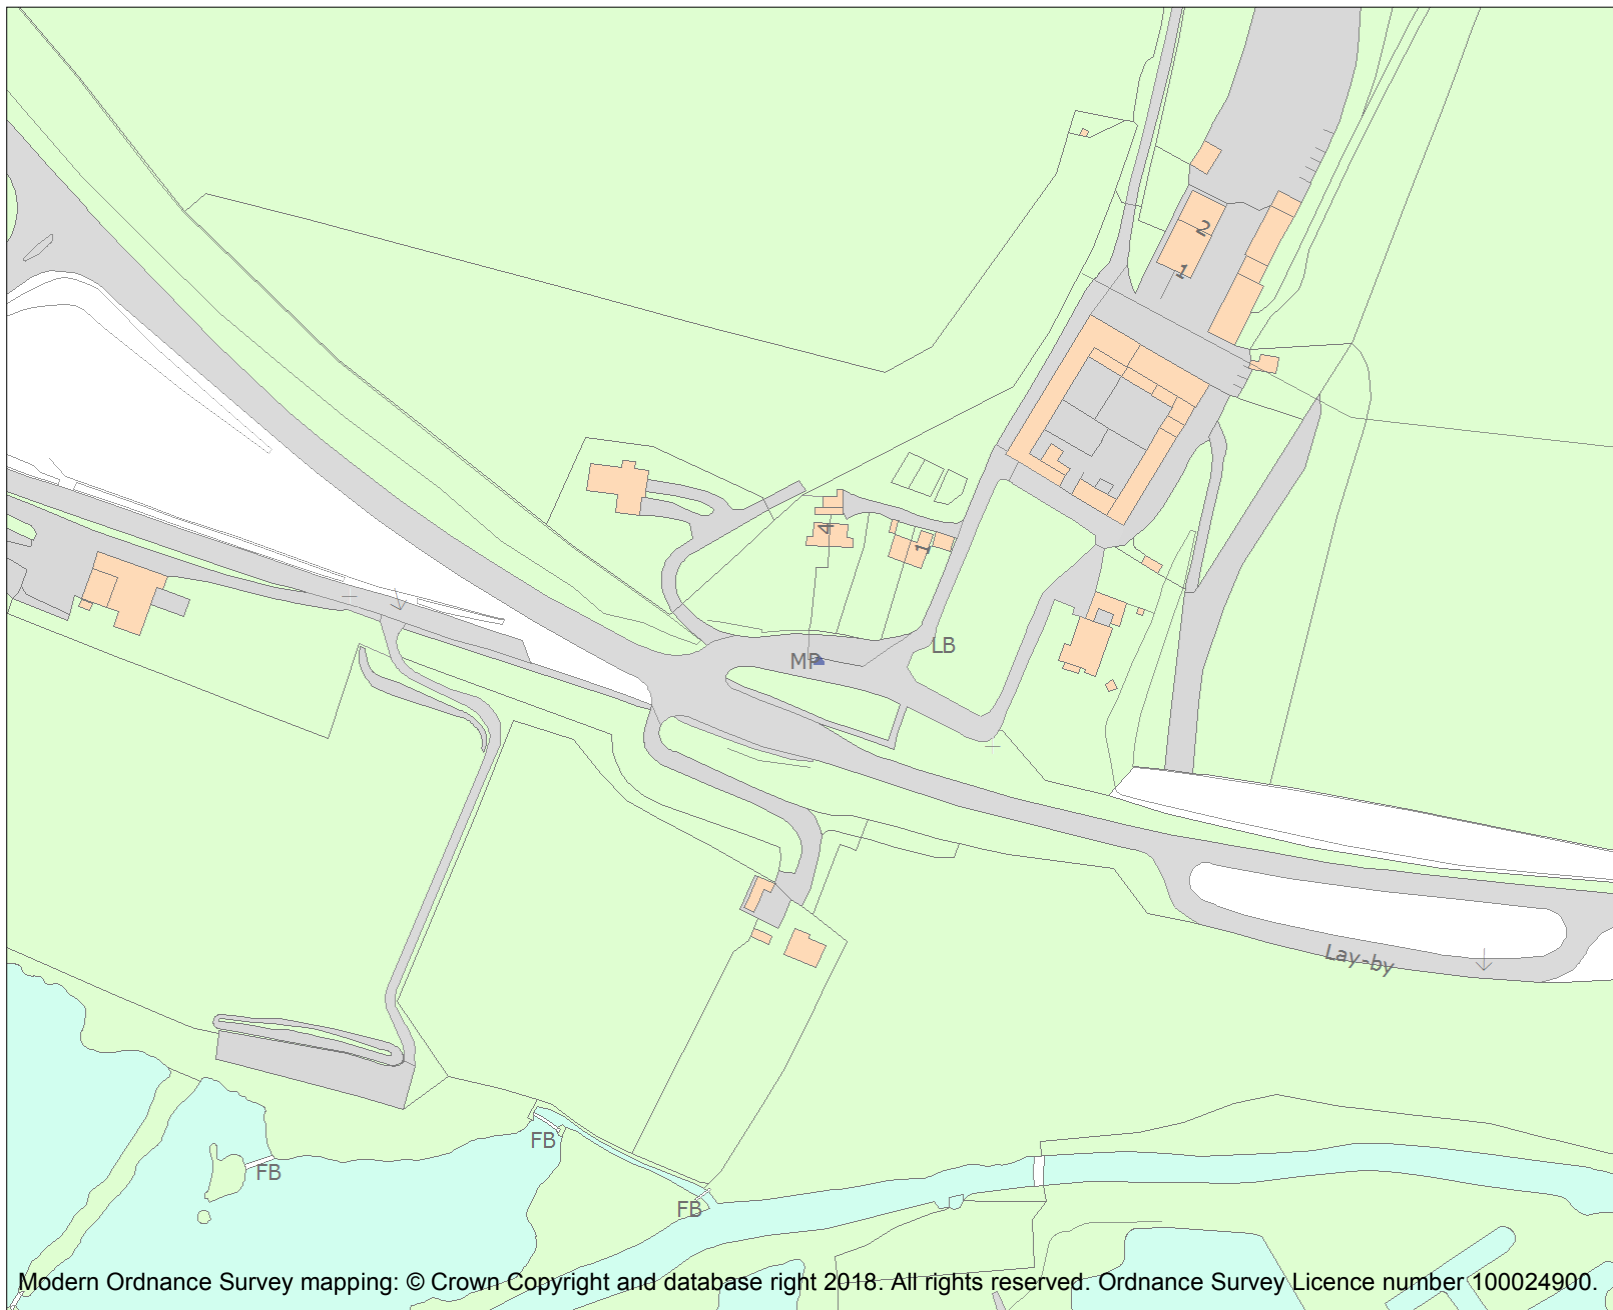 2
1
4
1
LB
MP
Lay-by
FB
FB
FB
Modern Ordnance Survey mapping: © Crown Copyright and database right 2018. All rights reserved. Ordnance Survey Licence number 100024900.